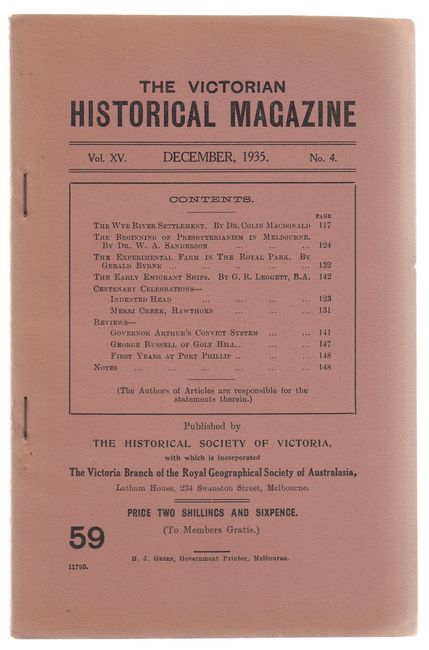 THE VICTORIAN
HISTORICAL MAGAZINE
Vol. XV. DECEMBER, 1935. No. 4.
CONTENTS.
PAGE
THE WYE RIVER SETTLEMENT. BY DR. COLIN MACDONALD 117
THE BEGINNING OF PRESBYTERIANISM IN MELBOURNE.
BY DR. W. A. SANDERSON ... ... ... 124
THE EXPERIMENTAL FARM IN THE ROYAL PARK. BY
GERALD BYRNE ... ... ... ... ... 132
THE EARLY EMIGRANT SHIPS. BY G. R. LEGGETT, B.A. 142
CENTENARY CELEBRATIONS—
INDENTED HEAD ... ... ... ... 123
MERRI CREEK, HAWTHORN ... ... ... 131
REVIEWS—
GOVERNOR ARTHUR'S CONVICT SYSTEM ... ... 141
GEORGE RUSSELL OF GOLF HILL.. ... ... 147
FIRST YEARS AT PORT PHILLIP .. ... ... 148
NOTES ... ... ... ... ... ... 148
(The Authors of Articles are responsible for the
statements therein.)
Published by
THE HISTORICAL SOCIETY OF VICTORIA,
with which is incorporated
The Victoria Branch of the Royal Geographical Society of Australasia,
Latham House, 234 Swanston Street, Melbourne.
PRICE TWO SHILLINGS AND SIXPENCE.
(To Members Gratis.)
59
H. J. GREEN, Government Printer, Melbourne.
11793.